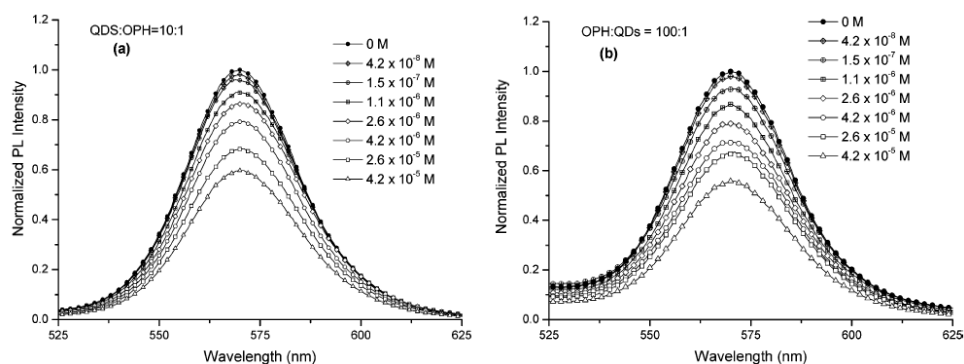 QDS:OPH=10:1
(a)
0 M
4.2 x 10⁻⁸ M
1.5 x 10⁻⁷ M
1.1 x 10⁻⁶ M
2.6 x 10⁻⁶ M
4.2 x 10⁻⁶ M
2.6 x 10⁻⁵ M
4.2 x 10⁻⁵ M
Normalized PL Intensity
1.2
1.0
0.8
0.6
0.4
0.2
0.0
525
550
575
600
625
Wavelength (nm)
OPH:QDs = 100:1
(b)
0 M
4.2 x 10⁻⁸ M
1.5 x 10⁻⁷ M
1.1 x 10⁻⁶ M
2.6 x 10⁻⁶ M
4.2 x 10⁻⁶ M
2.6 x 10⁻⁵ M
4.2 x 10⁻⁵ M
Normalized PL Intensity
1.2
1.0
0.8
0.6
0.4
0.2
0.0
525
550
575
600
625
Wavelength (nm)